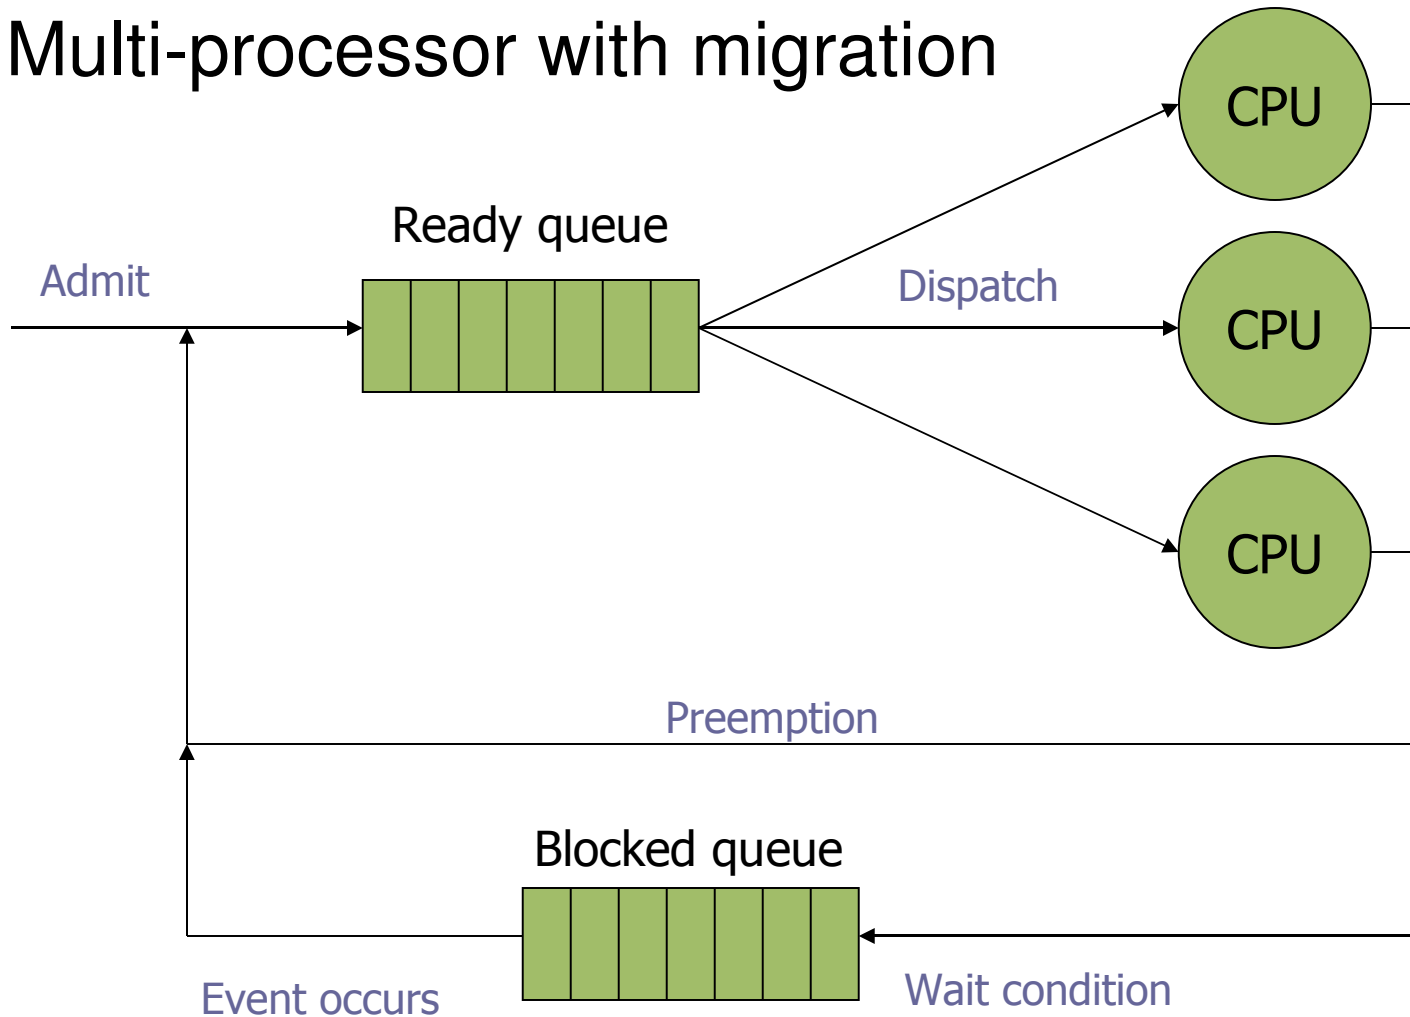 Multi-processor with migration
CPU
Ready queue
Admit
Dispatch
CPU
CPU
Preemption
Blocked queue
Event occurs
Wait condition